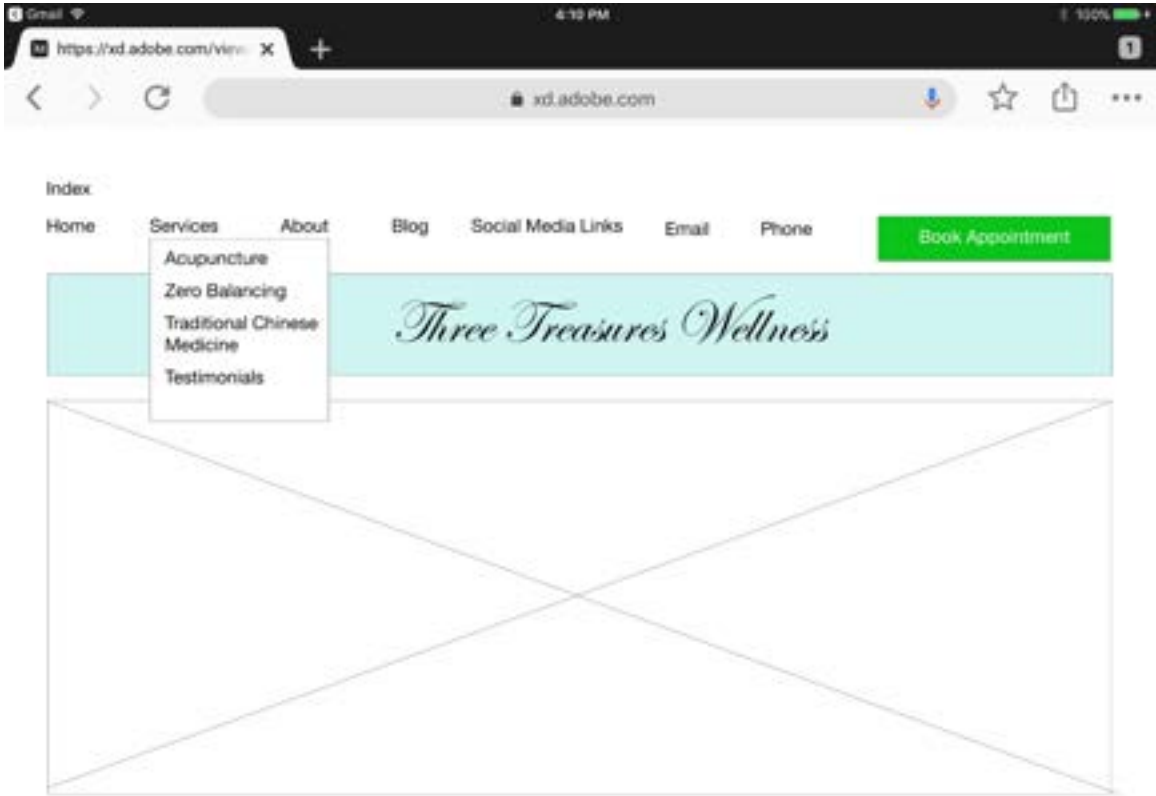 Gmail 4:10 PM 100%
https://xd.adobe.com/view 1
xd.adobe.com
Index
Home Services About Blog Social Media Links Email Phone Book Appointment
Acupuncture
Zero Balancing
Traditional Chinese
Medicine
Testimonials
Three Treasures Wellness